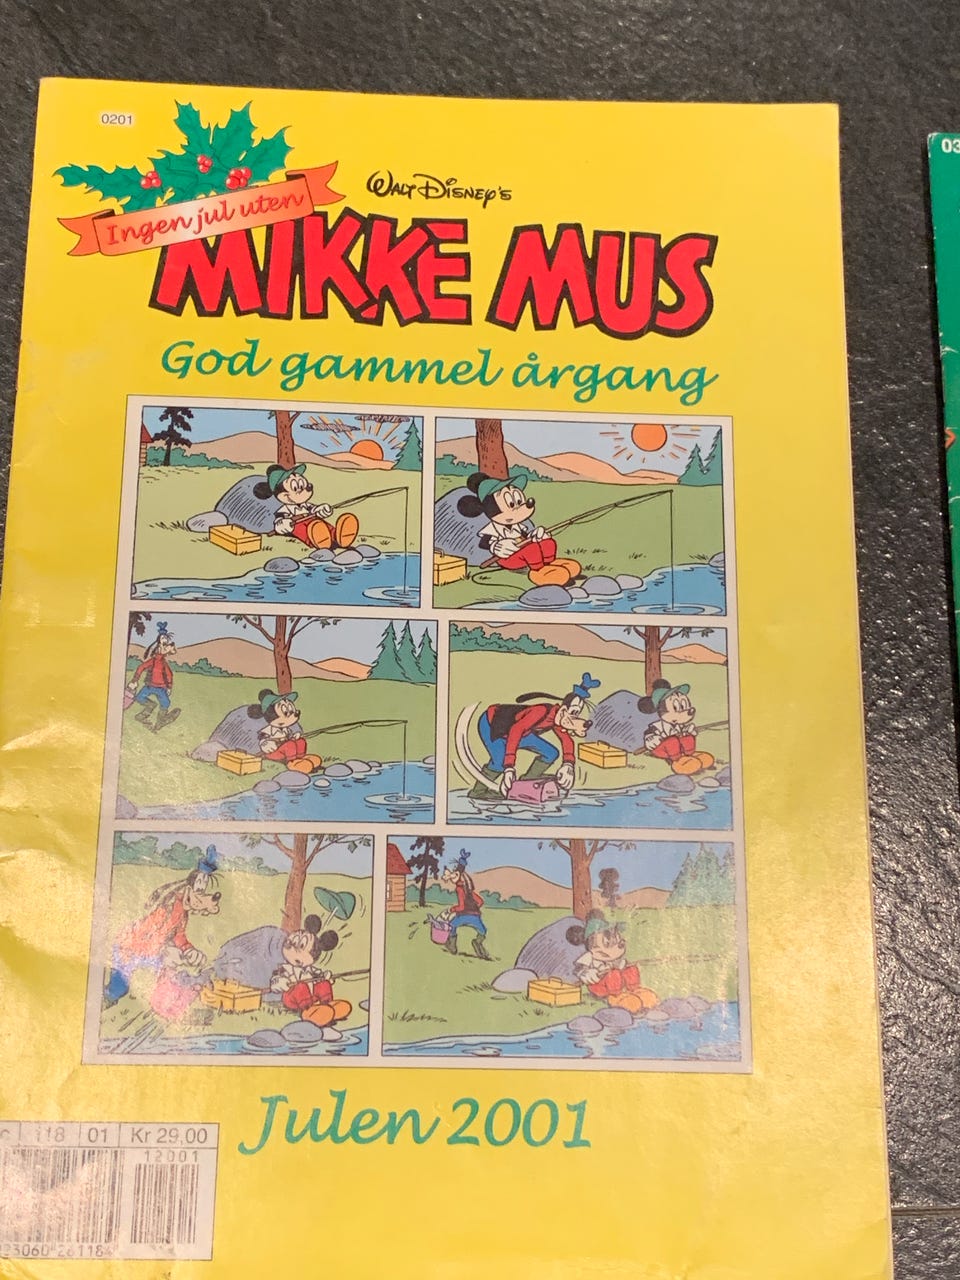 0201
Ingen jul uten
WALT DISNEY'S
MIKKE MUS
God gammel årgang
Julen 2001
118 01 Kr 29,00
12001
03